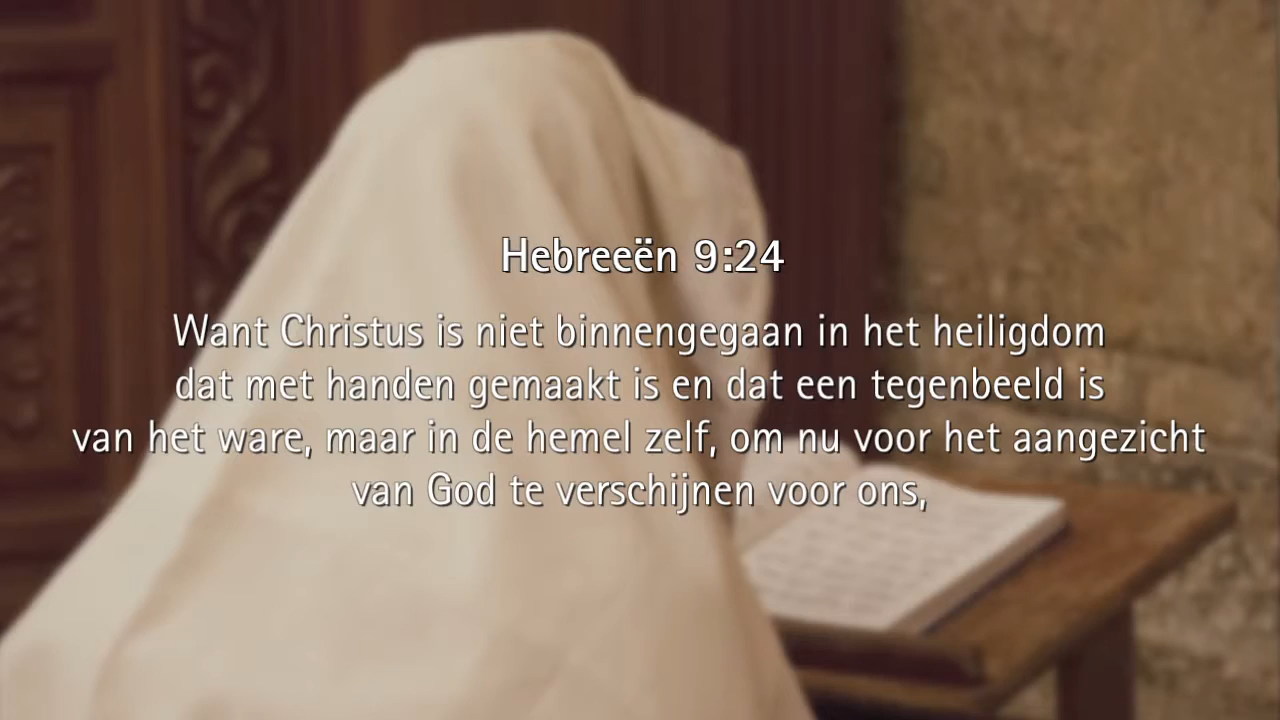 Hebreeën 9:24
Want Christus is niet binnengegaan in het heiligdom
dat met handen gemaakt is en dat een tegenbeeld is
van het ware, maar in de hemel zelf, om nu voor het aangezicht
van God te verschijnen voor ons,